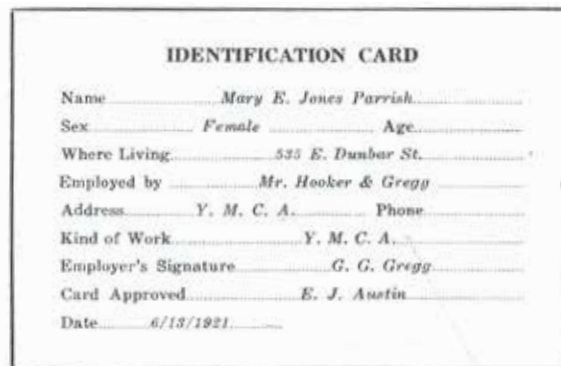 IDENTIFICATION CARD
Name Mary E. Jones Parrish
Sex Female Age
Where Living 535 E. Dunbar St.
Employed by Mr. Hooker & Gregg
Address Y. M. C. A. Phone
Kind of Work Y. M. C. A.
Employer's Signature G. G. Gregg
Card Approved E. J. Austin
Date 6/13/1921